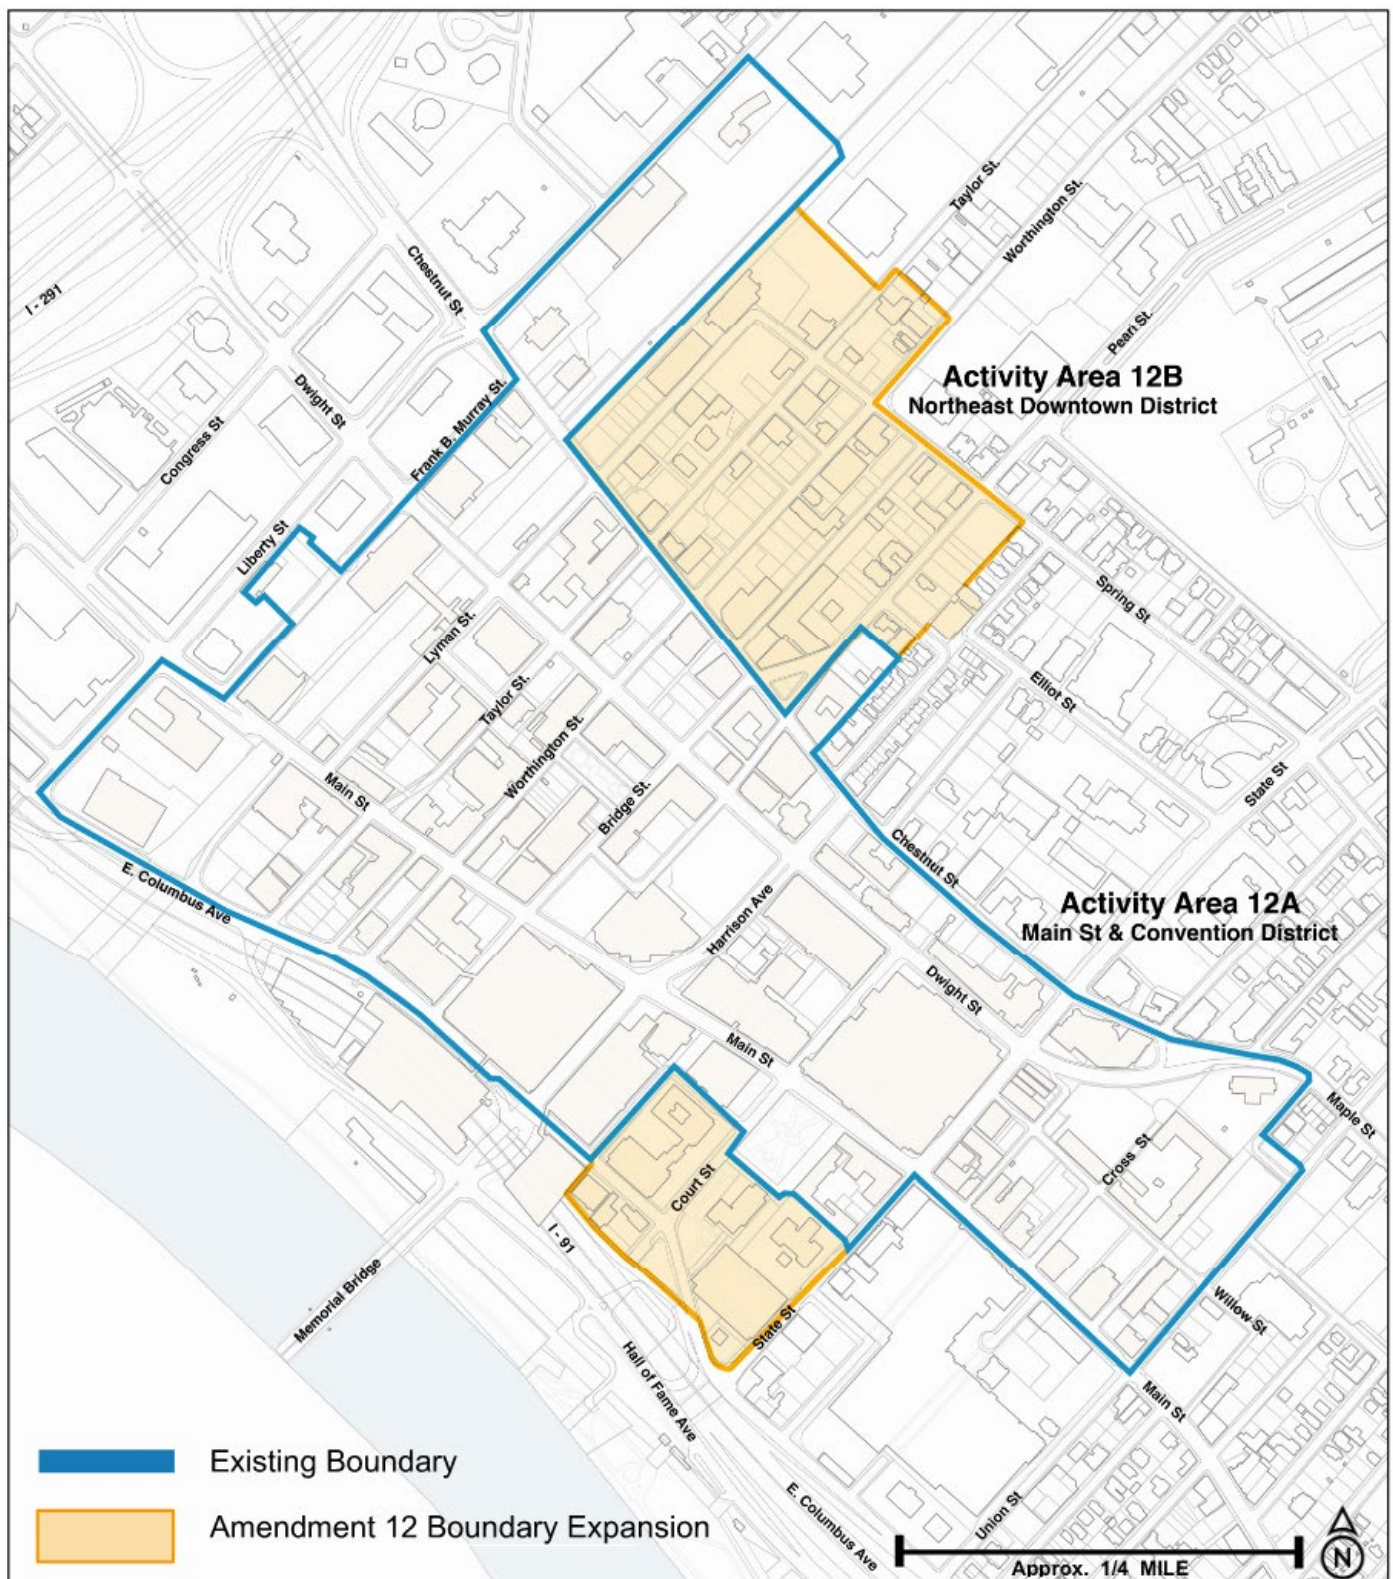 Taylor St.
Worthington St.
Chestnut St
I - 291
Pearl St.
Activity Area 12B
Northeast Downtown District
Dwight St
Frank B. Murray St.
Congress St
Liberty St
Spring St
Lyman St.
Elliot St
Taylor St.
Worthington St.
Main St
Bridge St.
State St
Chestnut St
E. Columbus Ave
Harrison Ave
Activity Area 12A
Main St & Convention District
Dwight St
Main St
Maple St
Cross St
Court St
I - 91
Memorial Bridge
State St
Willow St
Hall of Fame Ave
Main St
Existing Boundary
Amendment 12 Boundary Expansion
E. Columbus Ave
Union St
Approx. 1/4 MILE
N